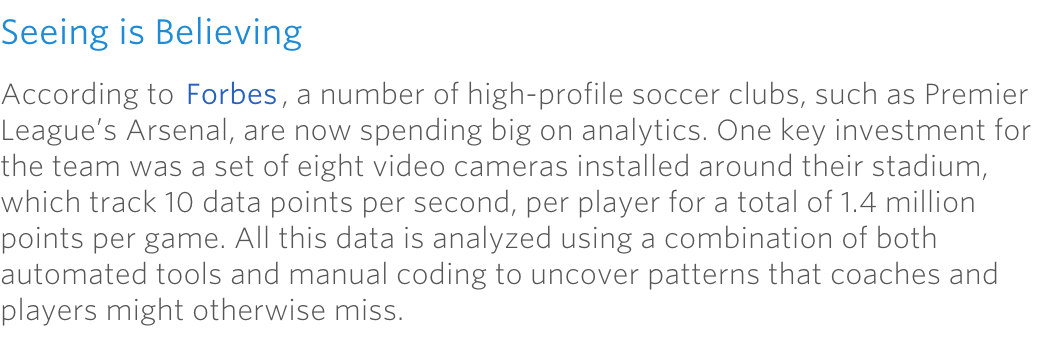 Seeing is Believing
According to Forbes, a number of high-profile soccer clubs, such as Premier
League’s Arsenal, are now spending big on analytics. One key investment for
the team was a set of eight video cameras installed around their stadium,
which track 10 data points per second, per player for a total of 1.4 million
points per game. All this data is analyzed using a combination of both
automated tools and manual coding to uncover patterns that coaches and
players might otherwise miss.